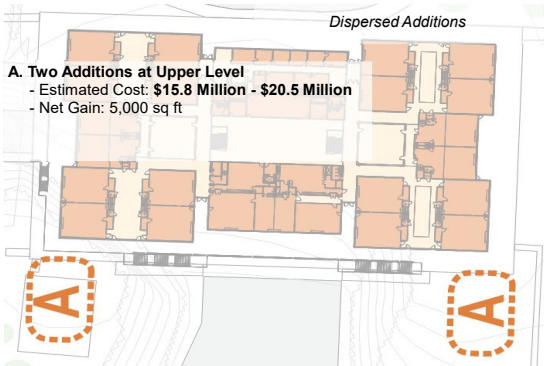 Dispersed Additions
A. Two Additions at Upper Level
- Estimated Cost: $15.8 Million - $20.5 Million
- Net Gain: 5,000 sq ft
A
A